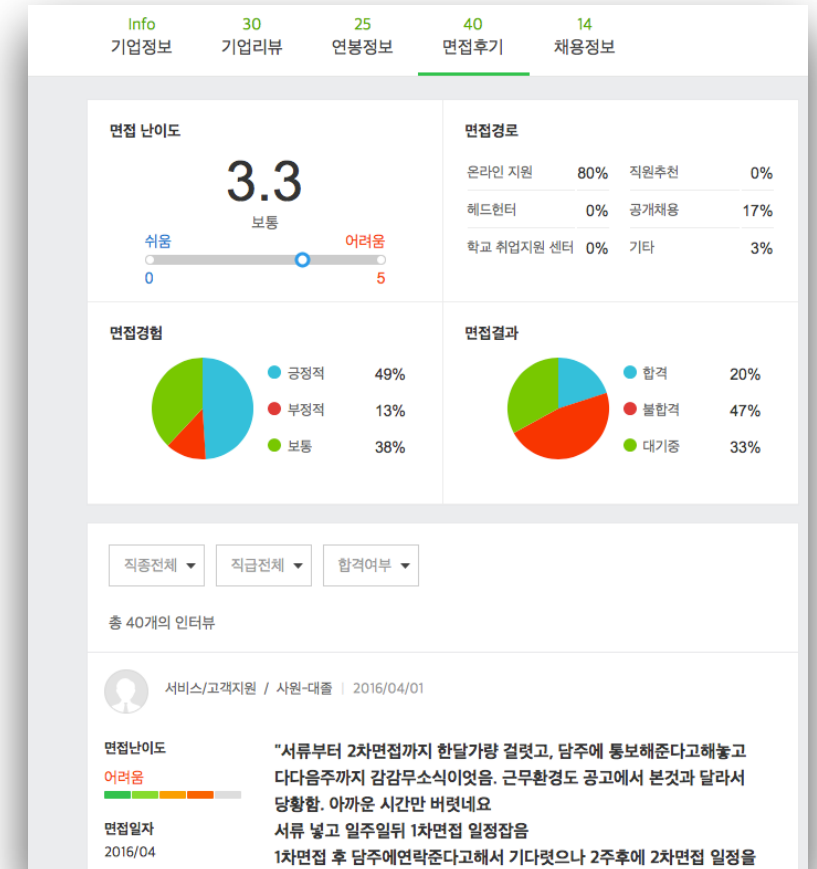 Info 30 25 40 14
기업정보 기업리뷰 연봉정보 면접후기 채용정보
면접 난이도
3.3
보통
쉬움 어려움
0 5
면접경로
온라인 지원 80% 직원추천 0%
헤드헌터 0% 공개채용 17%
학교 취업지원 센터 0% 기타 3%
면접경험
긍정적 49%
부정적 13%
보통 38%
면접결과
합격 20%
불합격 47%
대기중 33%
직종전체 직급전체 합격여부
총 40개의 인터뷰
서비스/고객지원 / 사원-대졸 | 2016/04/01
면접난이도
어려움
면접일자
2016/04
"서류부터 2차면접까지 한달가량 걸렷고, 담주에 통보해준다고해놓고
다다음주까지 감감무소식이엇음. 근무환경도 공고에서 본것과 달라서
당황함. 아까운 시간만 버렷네요
서류 넣고 일주일뒤 1차면접 일정잡음
1차면접 후 담주에연락준다고해서 기다렷으나 2주후에 2차면접 일정을